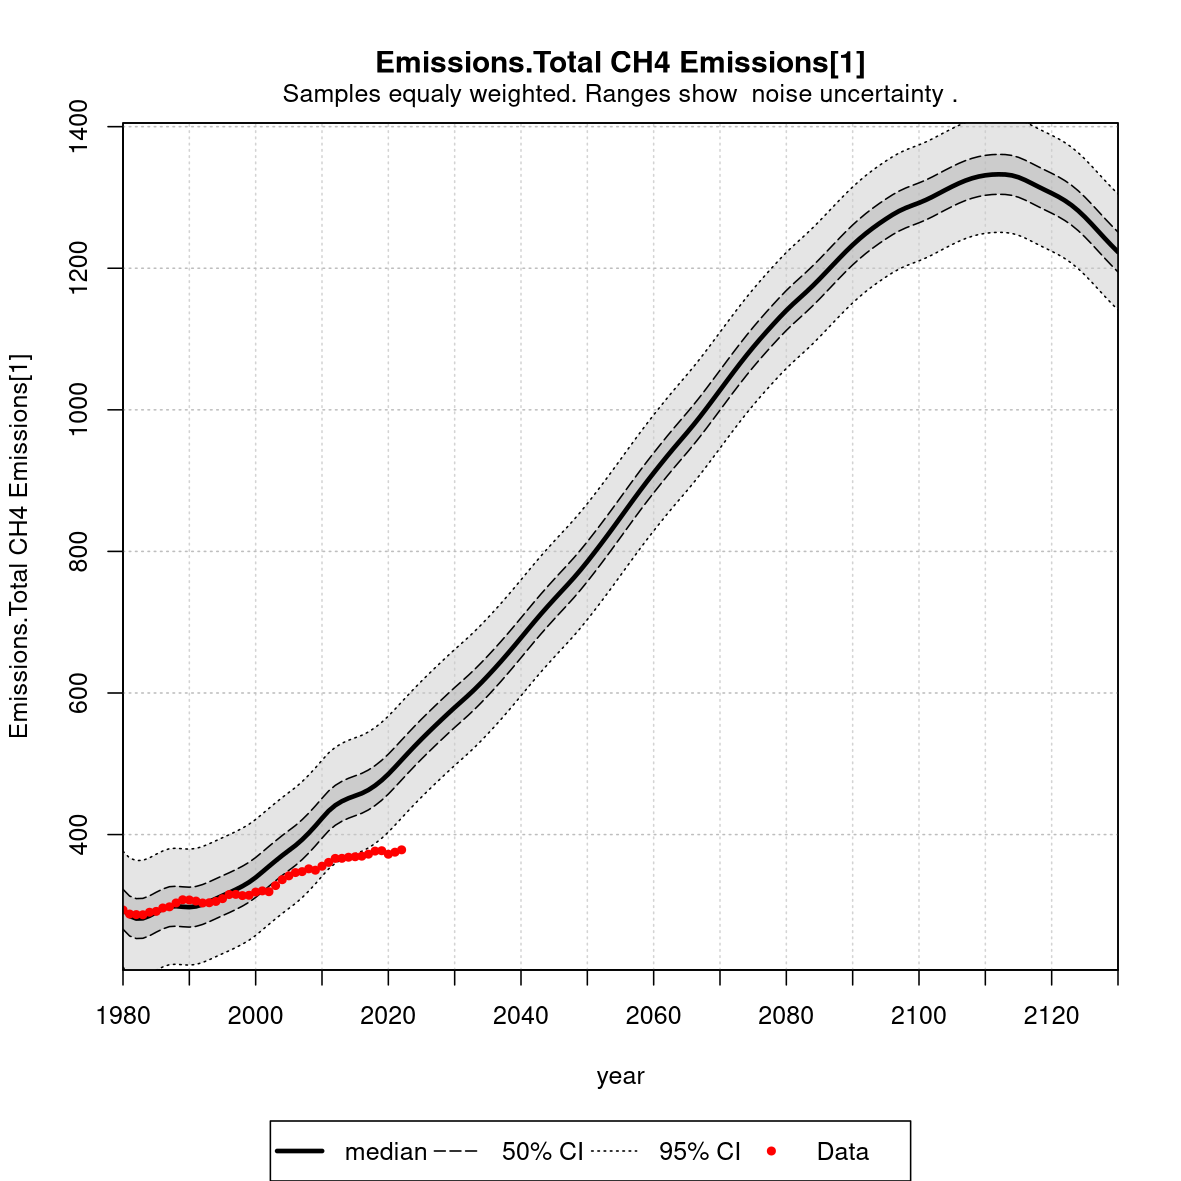 Emissions.Total CH4 Emissions[1]
Samples equaly weighted. Ranges show  noise uncertainty .
Emissions.Total CH4 Emissions[1]
1400
1200
1000
800
600
400
1980 2000 2020 2040 2060 2080 2100 2120
year
median 50% CI 95% CI Data